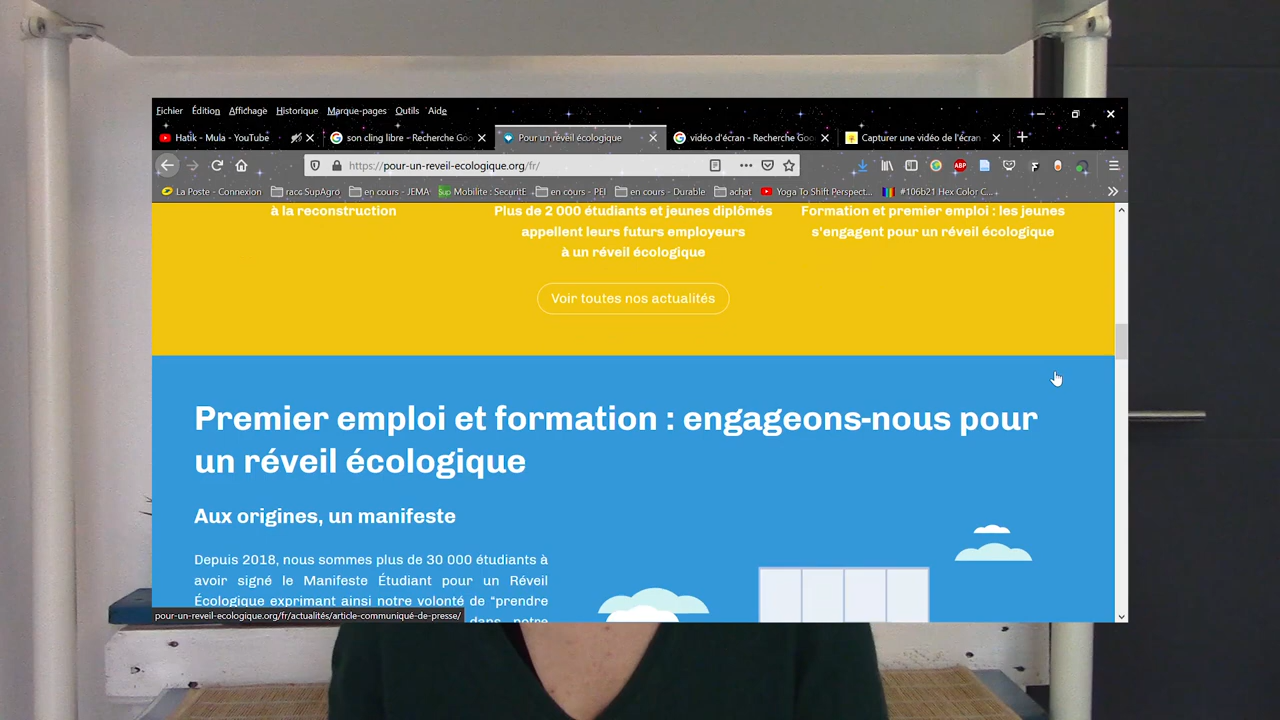 Fichier Édition Affichage Historique Marque-pages Outils Aide
Hatik - Mula - YouTube son cling libre - Recherche Goo Pour un réveil écologique vidéo d'écran - Recherche Goo Capturer une vidéo de l'écran
https://pour-un-reveil-ecologique.org/fr/
La Poste - Connexion racc SupAgro en cours - JEMA Mobilite : SecuritE en cours - PEI en cours - Durable achat Yoga To Shift Perspect... #106b21 Hex Color C...
à la reconstruction Plus de 2 000 étudiants et jeunes diplômés Formation et premier emploi : les jeunes
appellent leurs futurs employeurs s'engagent pour un réveil écologique
à un réveil écologique
Voir toutes nos actualités
Premier emploi et formation : engageons-nous pour
un réveil écologique
Aux origines, un manifeste
Depuis 2018, nous sommes plus de 30 000 étudiants à
avoir signé le Manifeste Étudiant pour un Réveil
Écologique exprimant ainsi notre volonté de "prendre
dans notre
pour-un-reveil-ecologique.org/fr/actualités/article-communiqué-de-presse/